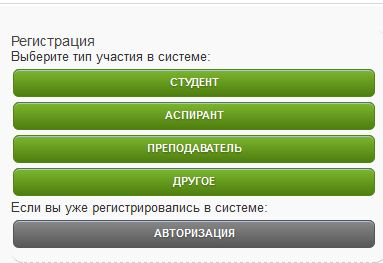 Регистрация
Выберите тип участия в системе:
СТУДЕНТ
АСПИРАНТ
ПРЕПОДАВАТЕЛЬ
ДРУГОЕ
Если вы уже регистрировались в системе:
АВТОРИЗАЦИЯ